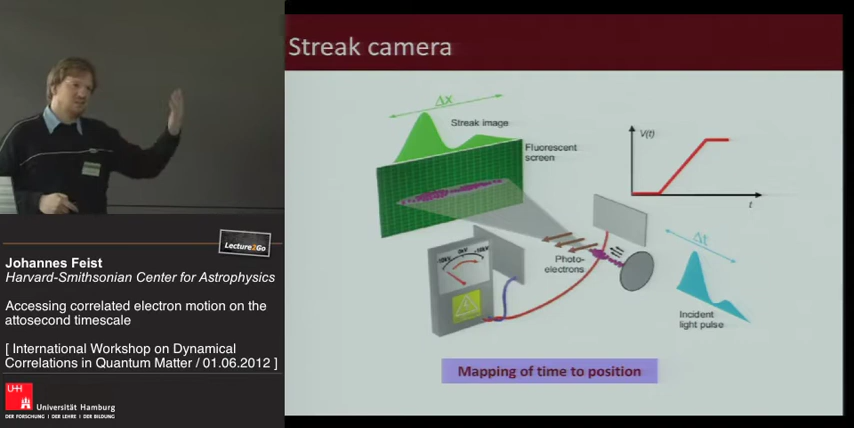 Streak camera
Δx
Streak image
Fluorescent
screen
V(t)
t
Photo-
electrons
Δt
Incident
light pulse
Mapping of time to position
Lecture2Go
Johannes Feist
Harvard-Smithsonian Center for Astrophysics
Accessing correlated electron motion on the
attosecond timescale
[ International Workshop on Dynamical
Correlations in Quantum Matter / 01.06.2012 ]
UH
Universität Hamburg
DER FORSCHUNG | DER LEHRE | DER BILDUNG